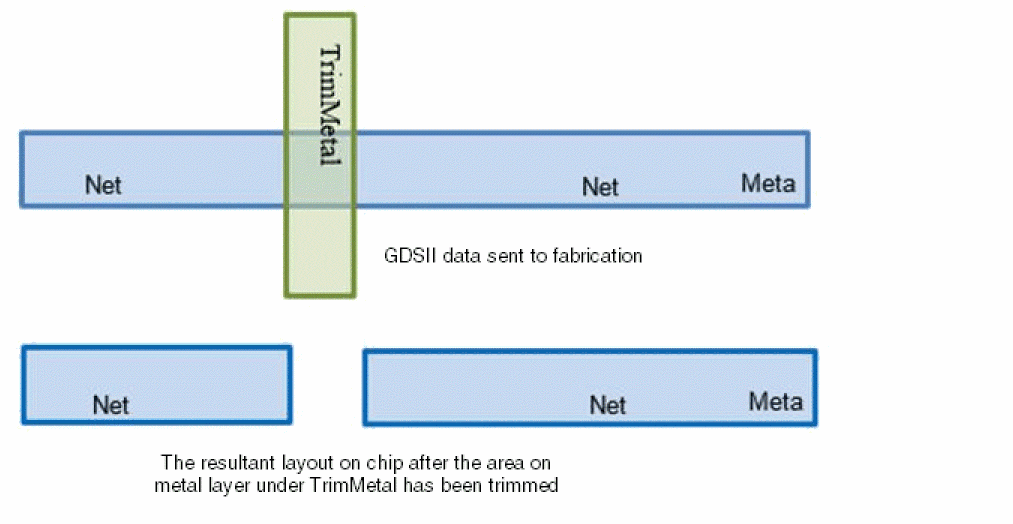 TrimMetal
Net
Net
Meta
GDSII data sent to fabrication
Net
Net
Meta
The resultant layout on chip after the area on
metal layer under TrimMetal has been trimmed